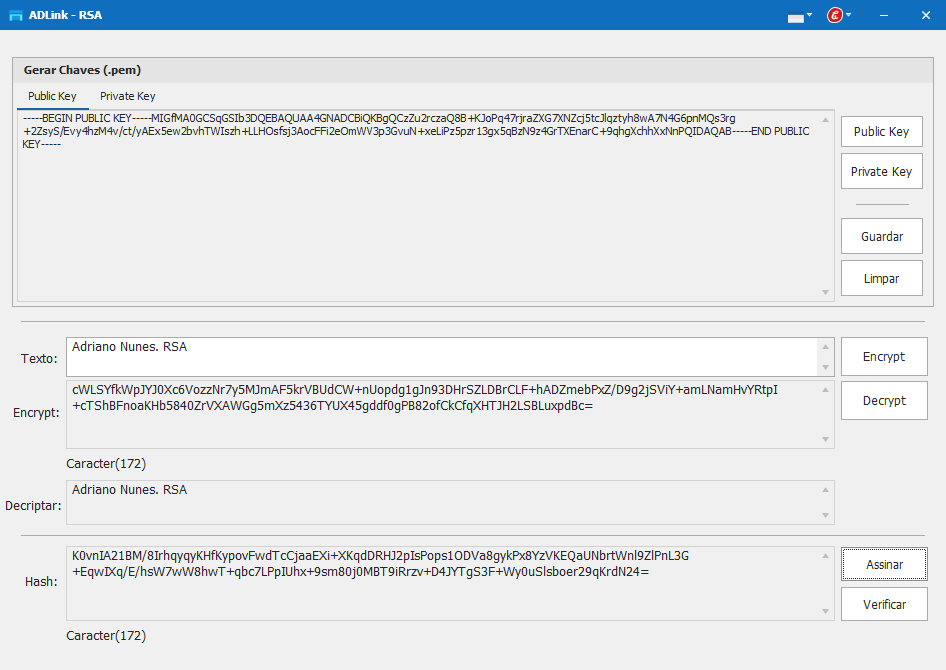 ADLink - RSA
Gerar Chaves (.pem)
Public Key
Private Key
-----BEGIN PUBLIC KEY-----MIGfMA0GCSqGSIb3DQEBAQUAA4GNADCBiQKBgQCzZu2rczaQ8B+KJoPq47rjraZXG7XNZcj5tcJlqztyh8wA7N4G6pnMQs3rg
+2ZsyS/Evy4hzM4v/ct/yAEx5ew2bvhTWIszh+LLHOsfsj3AocFFi2eOmWV3p3GvuN+xeLiPz5pzr13gx5qBzN9z4GrTXEnarC+9qhgXchhXxNnPQIDAQAB-----END PUBLIC
KEY-----
Public Key
Private Key
Guardar
Limpar
Texto:
Adriano Nunes. RSA
Encrypt
Encrypt:
cWLSYfkWpJYJ0Xc6VozzNr7y5MJmAF5krVBUdCW+nUopdg1gJn93DHrSZLDBrCLF+hADZmebPxZ/D9g2jSViY+amLNamHvYRtpI
+cTShBFnoaKHb5840ZrVXAWGg5mXz5436TYUX45gddf0gPB82ofCkCfqXHTJH2LSBLuxpdBc=
Decrypt
Caracter(172)
Decriptar:
Adriano Nunes. RSA
Hash:
K0vnIA21BM/8IrhqyqyKHfKypovFwdTcCjaaEXi+XKqdDRHJ2pIsPops1ODVa8gykPx8YzVKEQaUNbrtWnl9ZlPnL3G
+EqwIXq/E/hsW7wW8hwT+qbc7LPpIUhx+9sm80j0MBT9iRrzv+D4JYTgS3F+Wy0uSlsboer29qKrdN24=
Assinar
Verificar
Caracter(172)